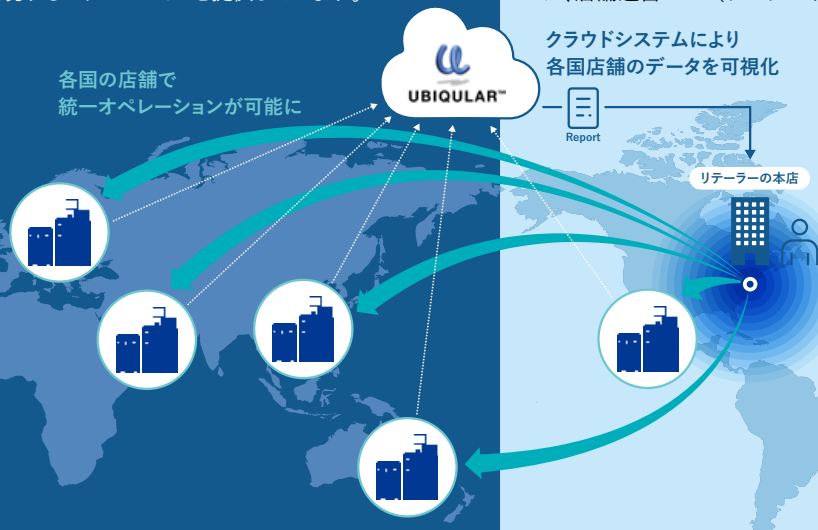 各国の店舗で
統一オペレーションが可能に
UBIQULAR™
クラウドシステムにより
各国店舗のデータを可視化
Report
リテーラーの本店